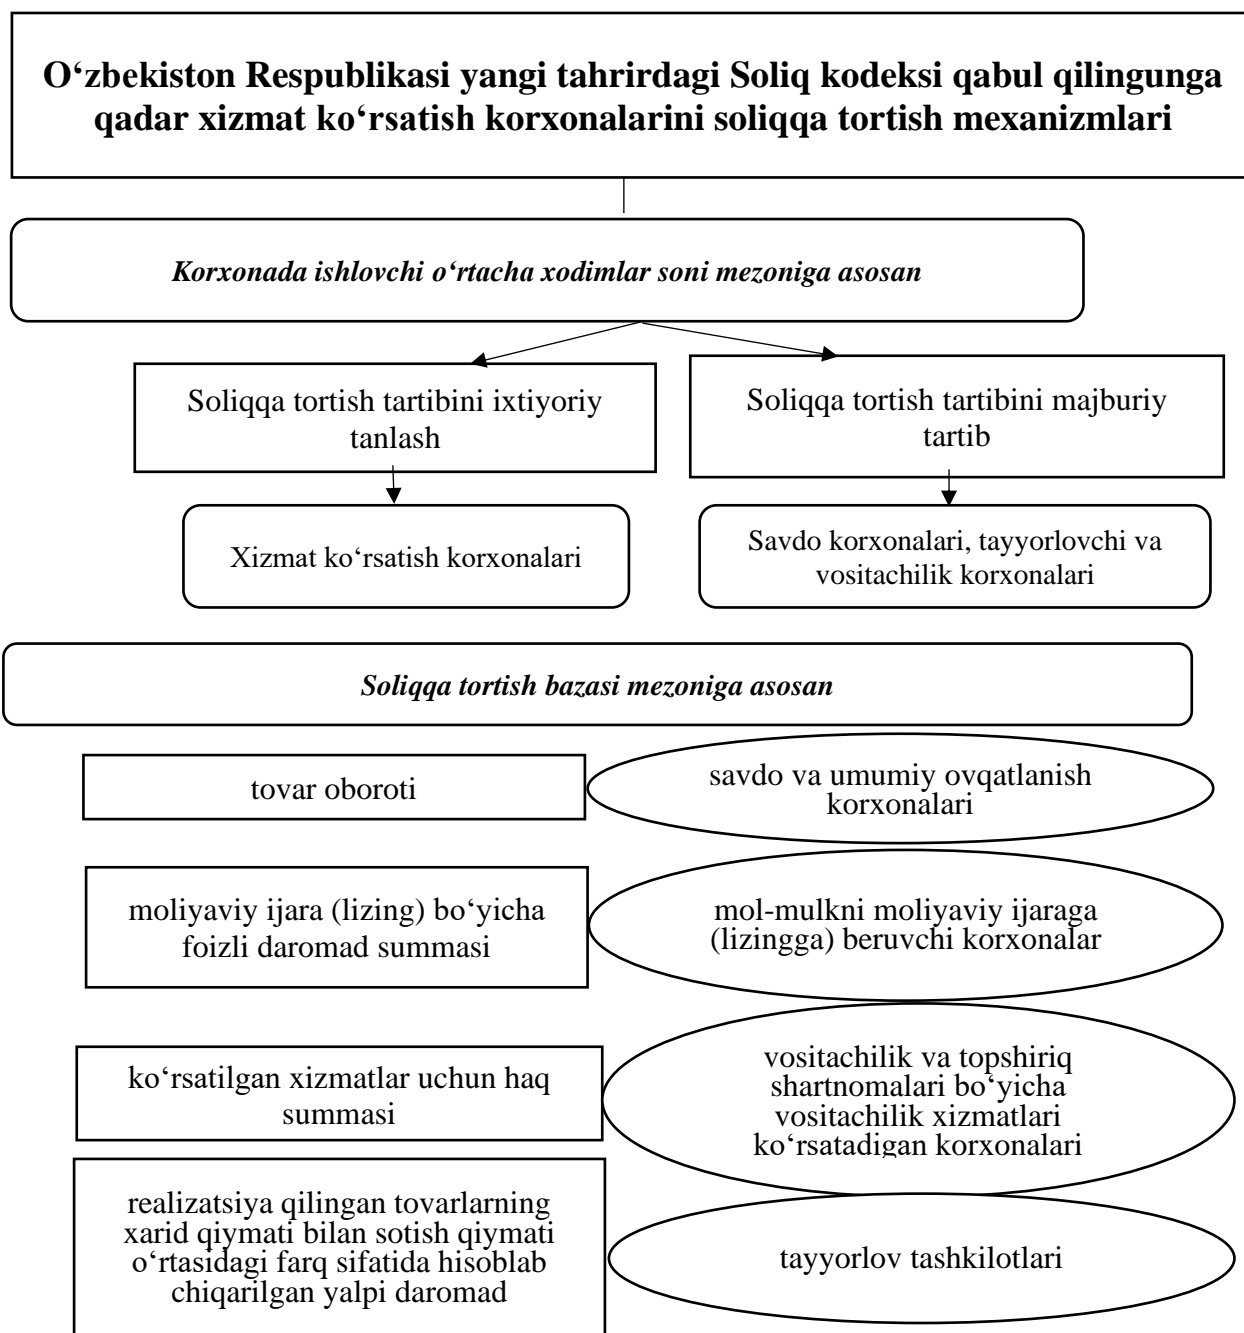 O‘zbekiston Respublikasi yangi tahrirdagi Soliq kodeksi qabul qilingunga
qadar xizmat ko‘rsatish korxonalarini soliqqa tortish mexanizmlari
Korxonada ishlovchi o‘rtacha xodimlar soni mezoniga asosan
Soliqqa tortish tartibini ixtiyoriy
tanlash
Soliqqa tortish tartibini majburiy
tartib
Xizmat ko‘rsatish korxonalari
Savdo korxonalari, tayyorlovchi va
vositachilik korxonalari
Soliqqa tortish bazasi mezoniga asosan
tovar oboroti
savdo va umumiy ovqatlanish
korxonalari
moliyaviy ijara (lizing) bo‘yicha
foizli daromad summasi
mol-mulkni moliyaviy ijaraga
(lizingga) beruvchi korxonalar
ko‘rsatilgan xizmatlar uchun haq
summasi
vositachilik va topshiriq
shartnomalari bo‘yicha
vositachilik xizmatlari
ko‘rsatadigan korxonalari
realizatsiya qilingan tovarlarning
xarid qiymati bilan sotish qiymati
o‘rtasidagi farq sifatida hisoblab
chiqarilgan yalpi daromad
tayyorlov tashkilotlari